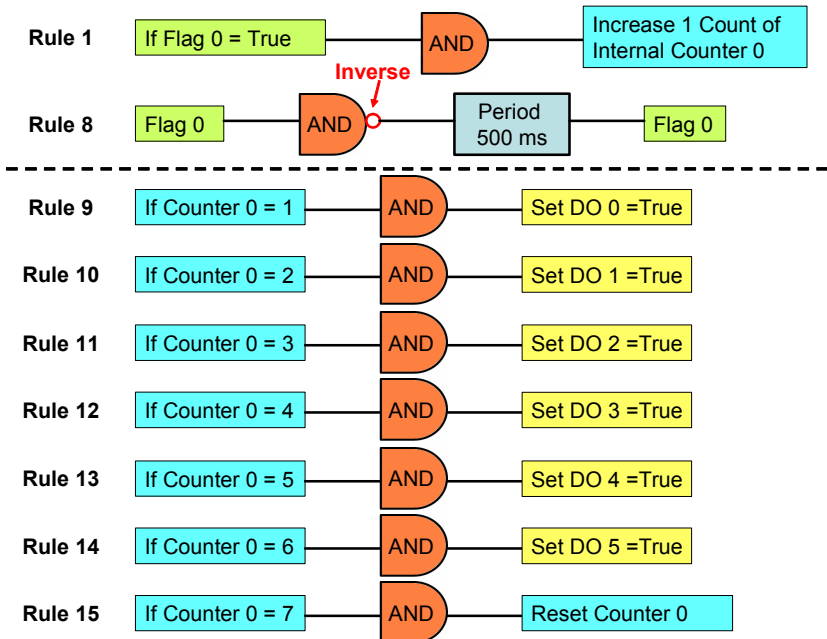 Rule 1
If Flag 0 = True
AND
Increase 1 Count of
Internal Counter 0
Inverse
Rule 8
Flag 0
AND
Period
500 ms
Flag 0
Rule 9
If Counter 0 = 1
AND
Set DO 0 =True
Rule 10
If Counter 0 = 2
AND
Set DO 1 =True
Rule 11
If Counter 0 = 3
AND
Set DO 2 =True
Rule 12
If Counter 0 = 4
AND
Set DO 3 =True
Rule 13
If Counter 0 = 5
AND
Set DO 4 =True
Rule 14
If Counter 0 = 6
AND
Set DO 5 =True
Rule 15
If Counter 0 = 7
AND
Reset Counter 0